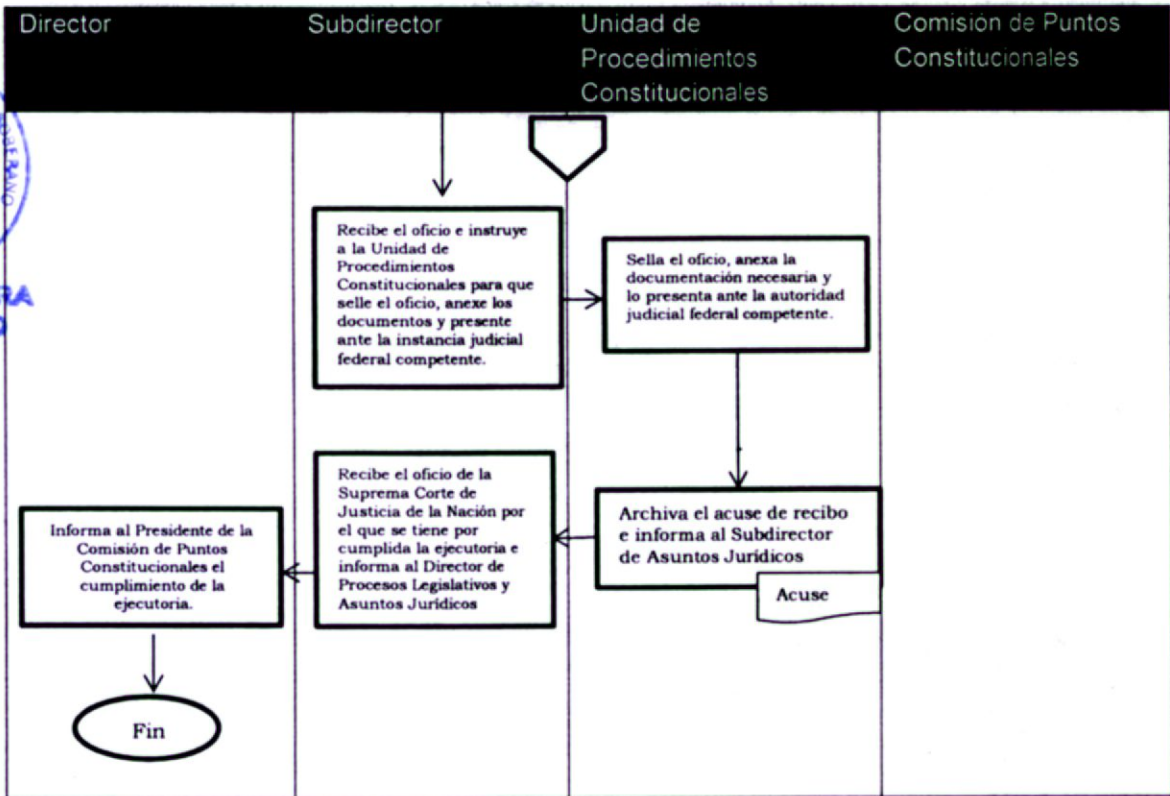 Director
Subdirector
Unidad de
Procedimientos
Constitucionales
Comisión de Puntos
Constitucionales
Recibe el oficio e instruye
a la Unidad de
Procedimientos
Constitucionales para que
selle el oficio, anexe los
documentos y presente
ante la instancia judicial
federal competente.
Sella el oficio, anexa la
documentación necesaria y
lo presenta ante la autoridad
judicial federal competente.
Archiva el acuse de recibo
e informa al Subdirector
de Asuntos Jurídicos
Acuse
Recibe el oficio de la
Suprema Corte de
Justicia de la Nación por
el que se tiene por
cumplida la ejecutoria e
informa al Director de
Procesos Legislativos y
Asuntos Jurídicos
Informa al Presidente de la
Comisión de Puntos
Constitucionales el
cumplimiento de la
ejecutoria.
Fin